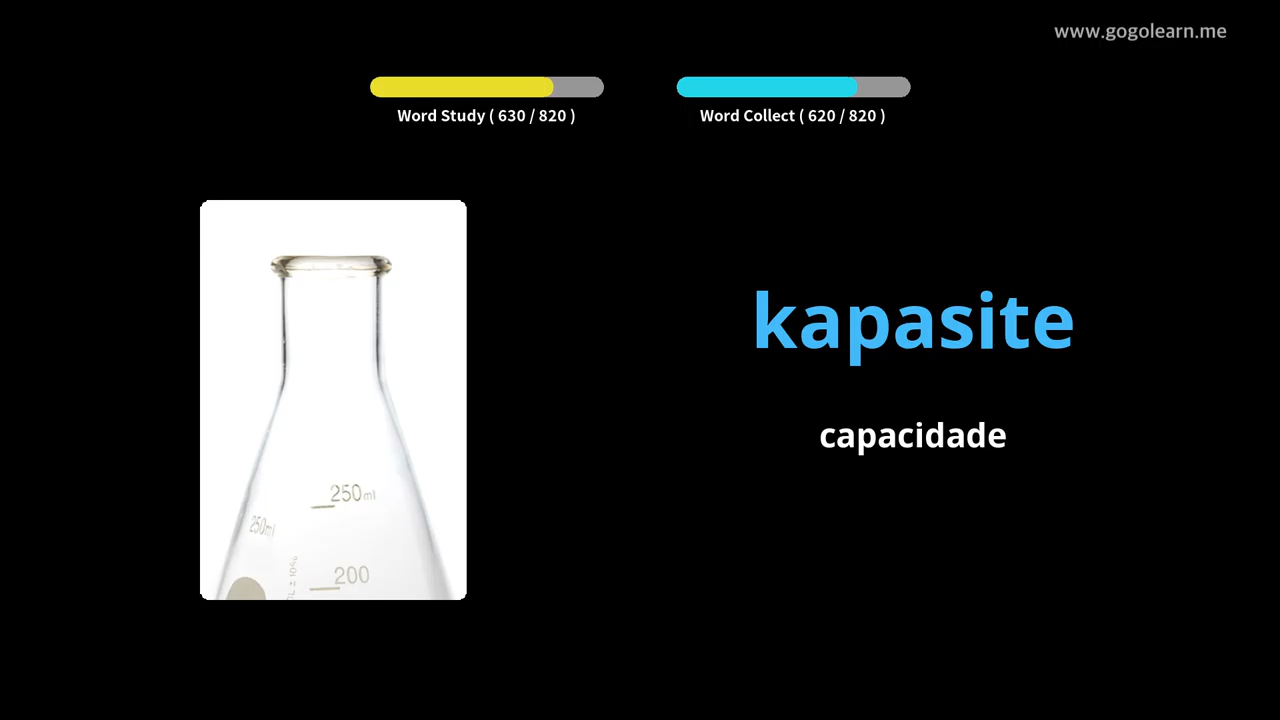 www.gogolearn.me
Word Study ( 630 / 820 )
Word Collect ( 620 / 820 )
kapasite
capacidade
250ml
250ml
200